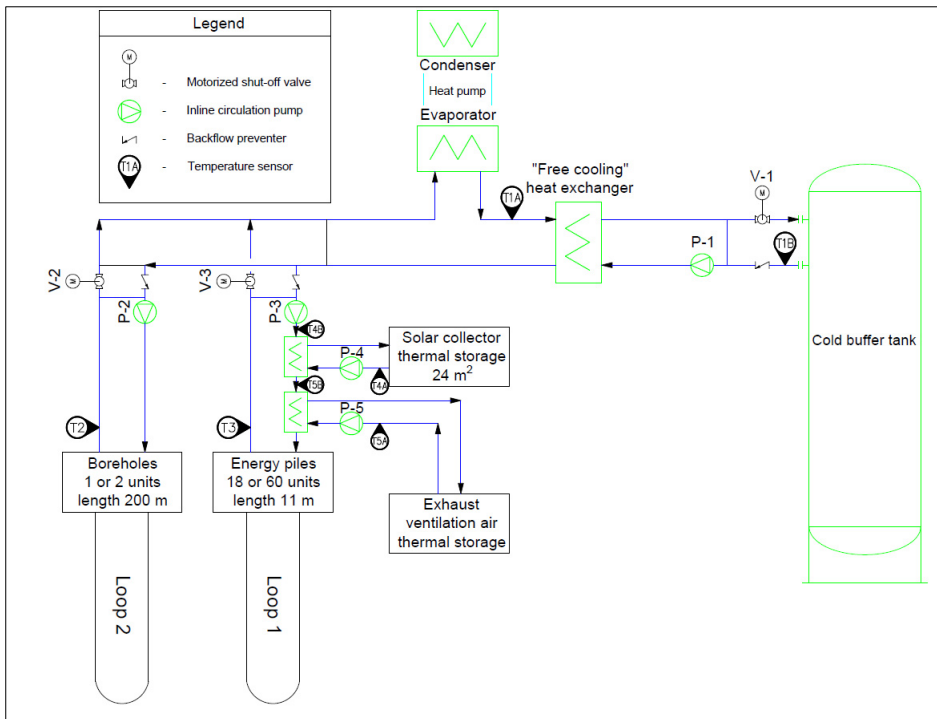 Legend
M
- Motorized shut-off valve
- Inline circulation pump
- Backflow preventer
T1A
- Temperature sensor
Condenser
Heat pump
Evaporator
"Free cooling"
heat exchanger
V-1
M
T1A
P-1
T1B
Cold buffer tank
V-2
M
P-2
V-3
M
P-3
T4B
P-4
T4A
Solar collector
thermal storage
24 m²
T5B
P-5
T5A
T2
T3
Boreholes
1 or 2 units
length 200 m
Energy piles
18 or 60 units
length 11 m
Exhaust
ventilation air
thermal storage
Loop 2
Loop 1